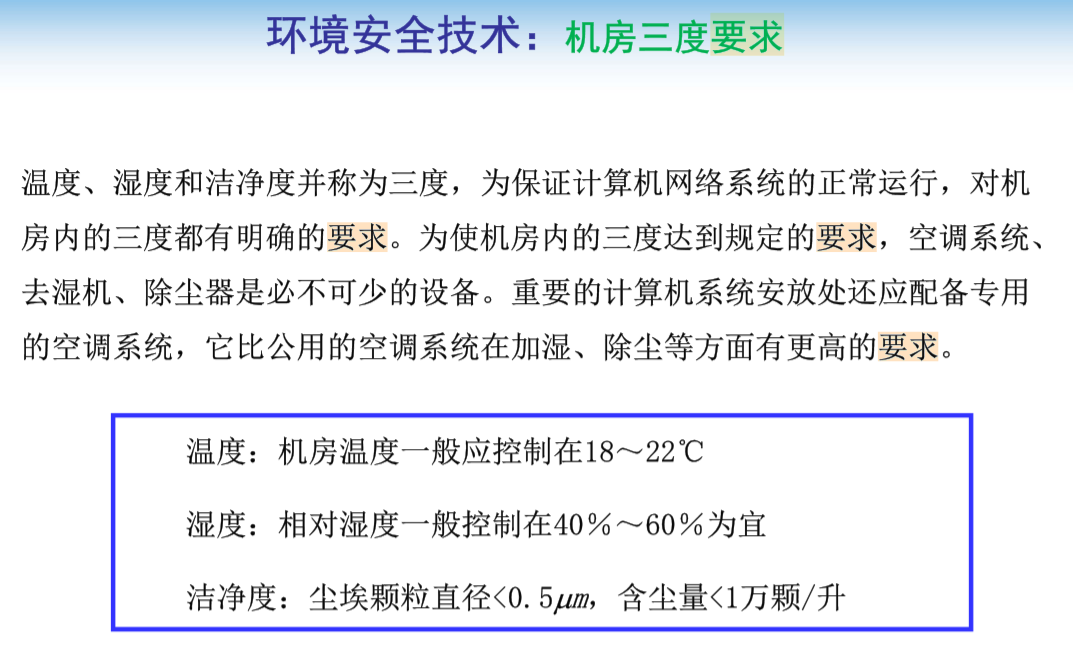 环境安全技术：机房三度要求
温度、湿度和洁净度并称为三度，为保证计算机网络系统的正常运行，对机
房内的三度都有明确的要求。为使机房内的三度达到规定的要求，空调系统、
去湿机、除尘器是必不可少的设备。重要的计算机系统安放处还应配备专用
的空调系统，它比公用的空调系统在加湿、除尘等方面有更高的要求。
温度：机房温度一般应控制在18～22℃
湿度：相对湿度一般控制在40％～60％为宜
洁净度：尘埃颗粒直径<0.5μm，含尘量<1万颗/升